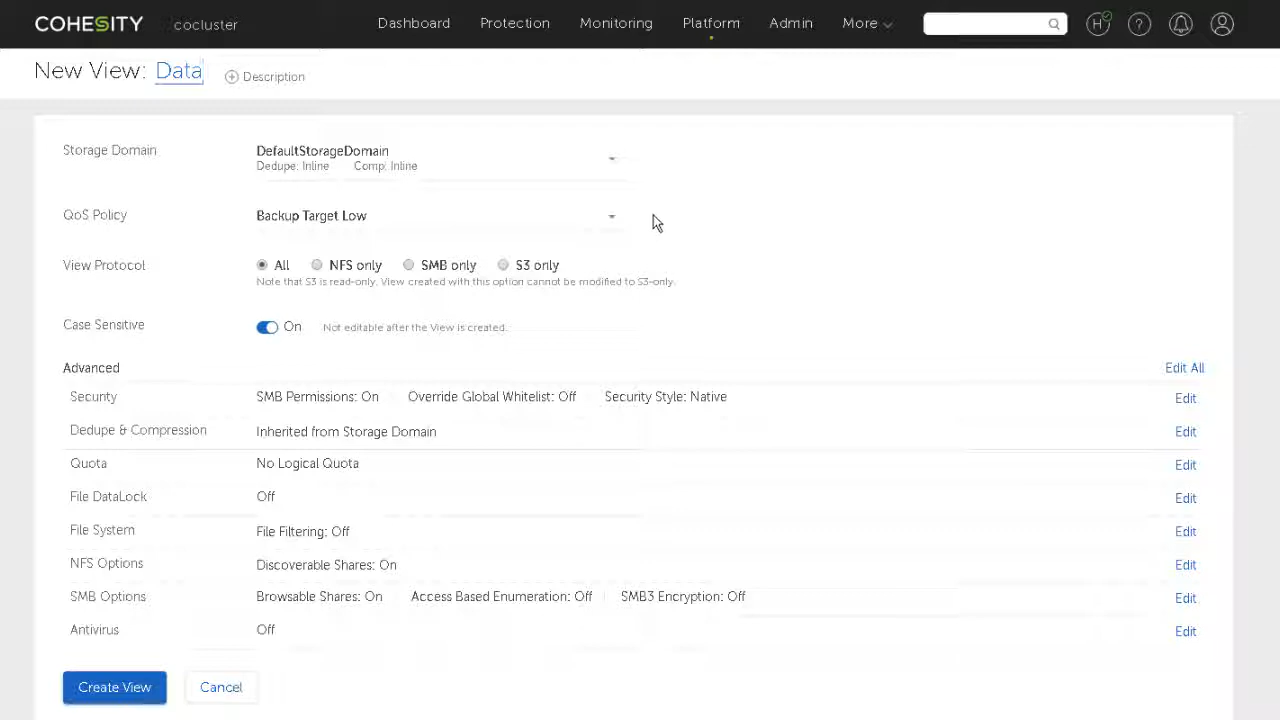 COHESITY cocluster Dashboard Protection Monitoring Platform Admin More H ?
New View: Data Description
Storage Domain DefaultStorageDomain
Dedupe: Inline Comp: Inline
QoS Policy Backup Target Low
View Protocol All NFS only SMB only S3 only
Note that S3 is read-only. View created with this option cannot be modified to S3-only.
Case Sensitive On Not editable after the View is created.
Advanced Edit All
Security SMB Permissions: On Override Global Whitelist: Off Security Style: Native Edit
Dedupe & Compression Inherited from Storage Domain Edit
Quota No Logical Quota Edit
File DataLock Off Edit
File System File Filtering: Off Edit
NFS Options Discoverable Shares: On Edit
SMB Options Browsable Shares: On Access Based Enumeration: Off SMB3 Encryption: Off Edit
Antivirus Off Edit
Create View Cancel